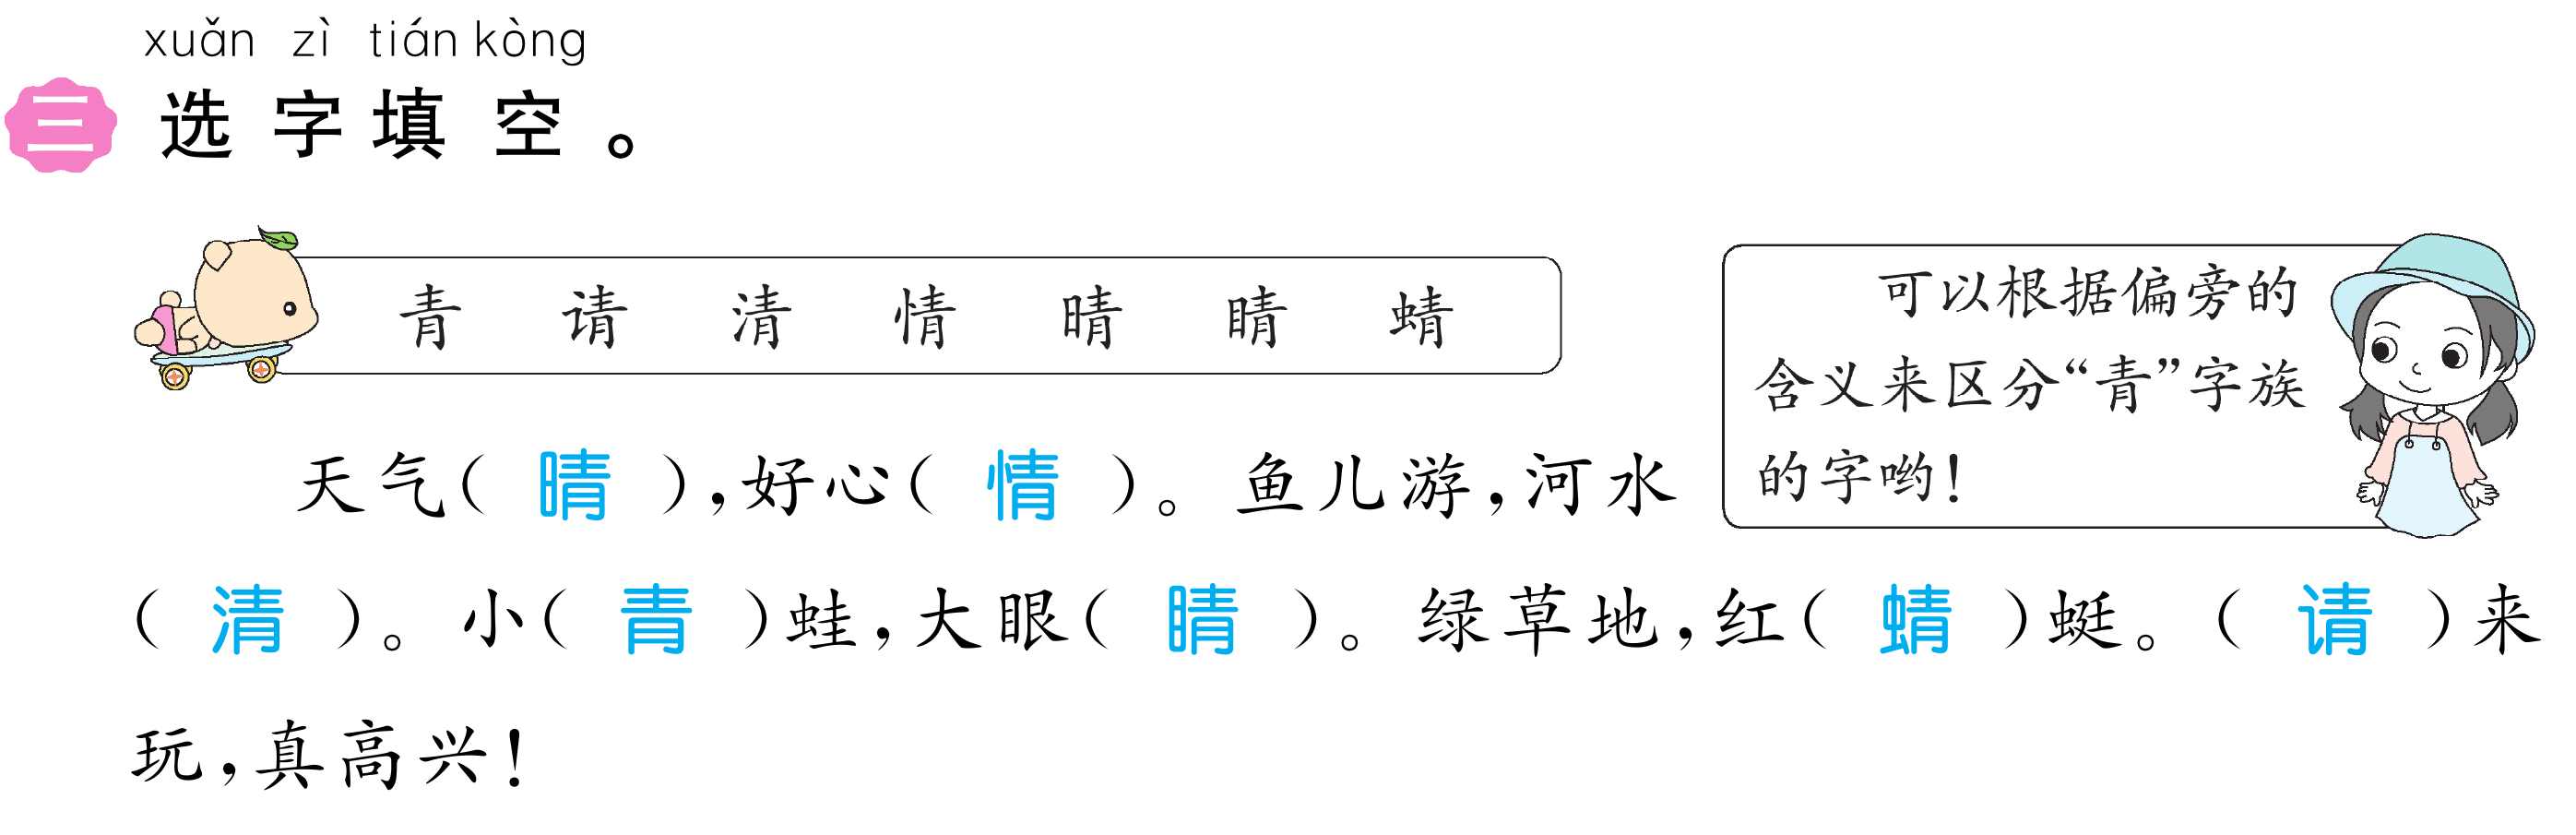 xuǎn zì tián kòng
三 选字填空。
青 请 清 情 晴 睛 蜻
可以根据偏旁的
含义来区分“青”字族
的字哟！
天气（ 晴 ），好心（ 情 ）。鱼儿游，河水
（ 清 ）。小（ 青 ）蛙，大眼（ 睛 ）。绿草地，红（ 蜻 ）蜓。（ 请 ）来
玩，真高兴！